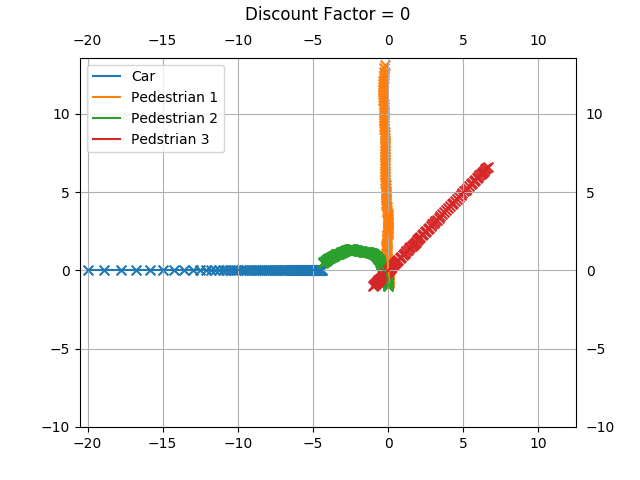 Discount Factor = 0
−20 −15 −10 −5 0 5 10
Car
Pedestrian 1
Pedestrian 2
Pedstrian 3
10 10
5 5
0 0
−5 −5
−10 −10
−20 −15 −10 −5 0 5 10